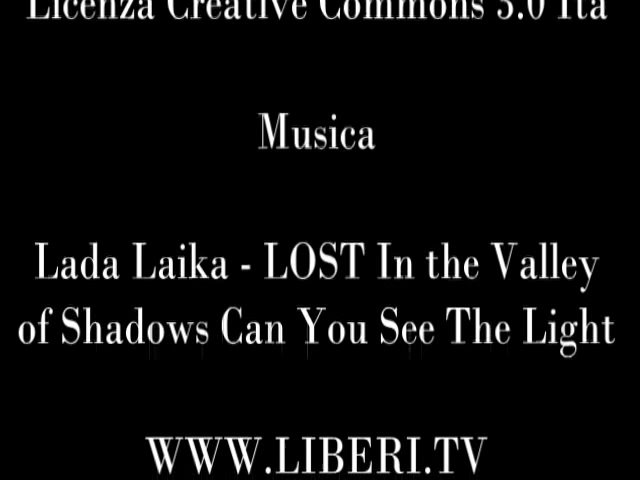 Licenza Creative Commons 3.0 Ita
Musica
Lada Laika - LOST In the Valley
of Shadows Can You See The Light
WWW.LIBERI.TV